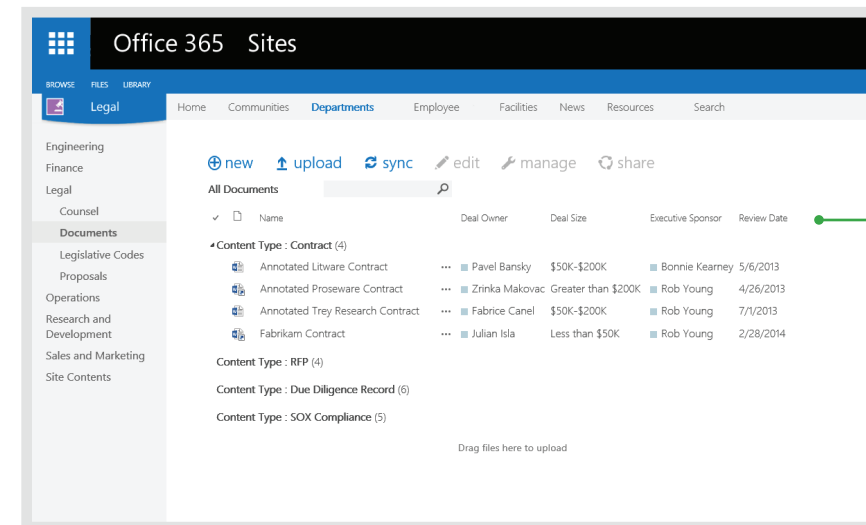 Office 365 Sites
BROWSE FILES LIBRARY
Legal Home Communities Departments Employee Facilities News Resources Search
Engineering
Finance
Legal
Counsel
Documents
Legislative Codes
Proposals
Operations
Research and
Development
Sales and Marketing
Site Contents
new upload sync edit manage share
All Documents
Name Deal Owner Deal Size Executive Sponsor Review Date
Content Type : Contract (4)
Annotated Litware Contract ... Pavel Bansky $50K-$200K Bonnie Kearney 5/6/2013
Annotated Proseware Contract ... Zrinka Makovac Greater than $200K Rob Young 4/26/2013
Annotated Trey Research Contract ... Fabrice Canel $50K-$200K Rob Young 7/1/2013
Fabrikam Contract ... Julian Isla Less than $50K Rob Young 2/28/2014
Content Type : RFP (4)
Content Type : Due Diligence Record (6)
Content Type : SOX Compliance (5)
Drag files here to upload